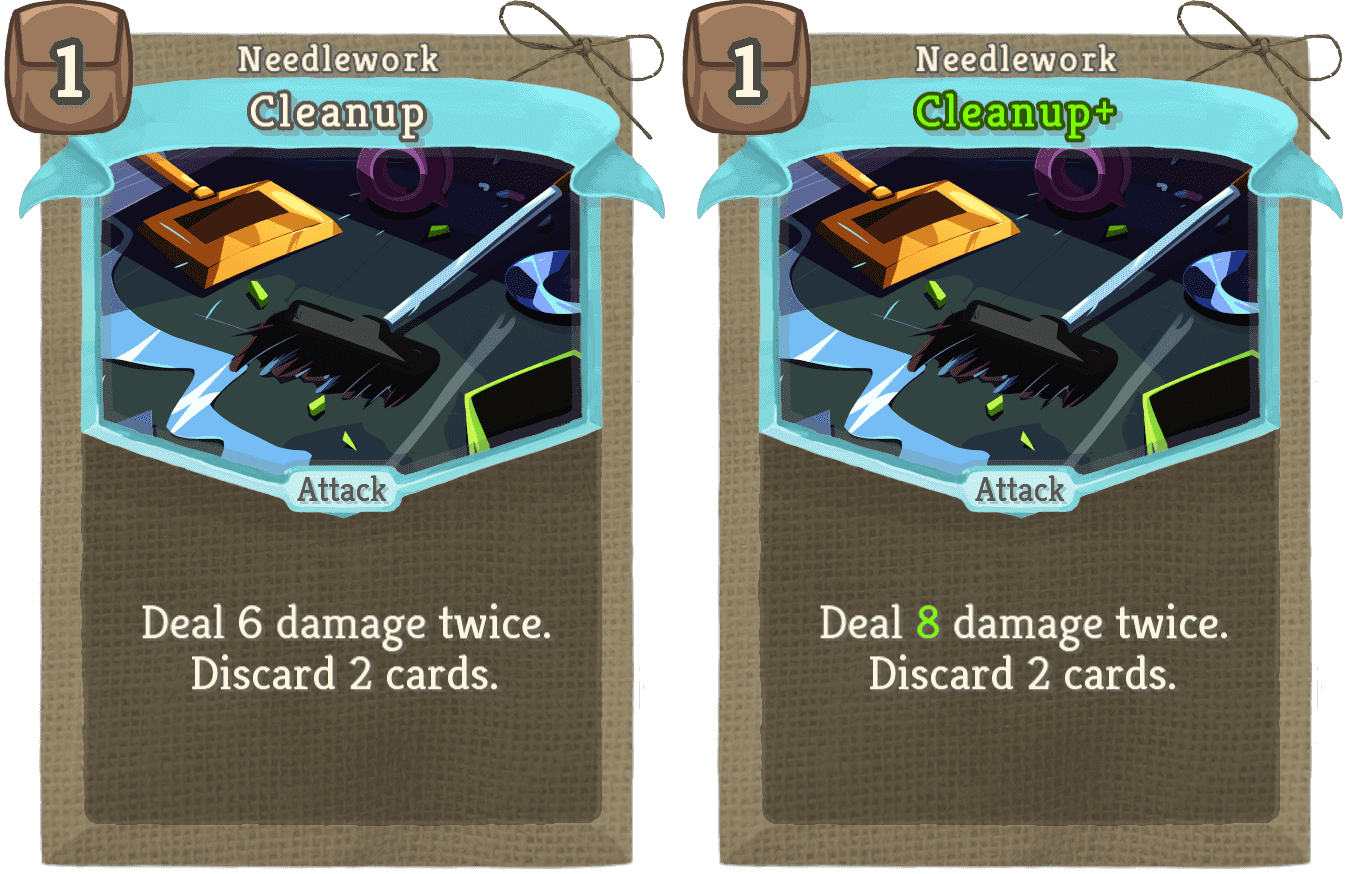 1
Needlework
Cleanup
Attack
Deal 6 damage twice.
Discard 2 cards.
1
Needlework
Cleanup+
Attack
Deal 8 damage twice.
Discard 2 cards.